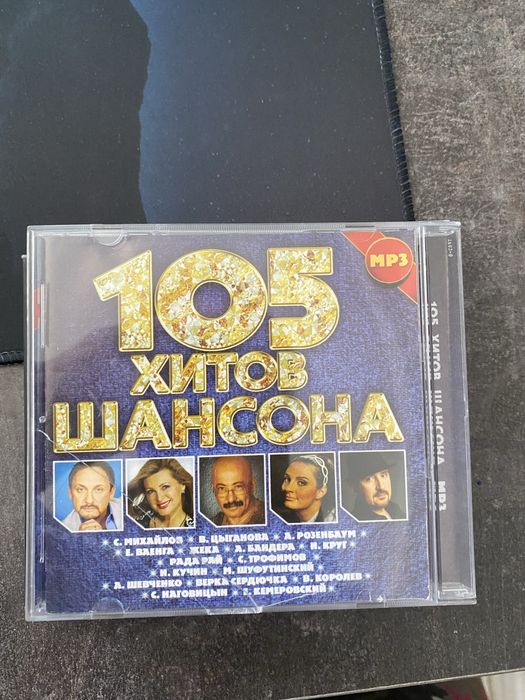 105
MP3
ХИТОВ
ШАНСОНА
С. МИХАЙЛОВ * В. ЦЫГАНОВА * А. РОЗЕНБАУМ
Е. ВАЕНГА * ЖЕКА * А. БАНДЕРА * И. КРУГ
РАДА РАЙ * С. ТРОФИМОВ
И. КУЧИН * М. ШУФУТИНСКИЙ
А. ШЕВЧЕНКО * ВЕРКА СЕРДЮЧКА * В. КОРОЛЕВ
С. НАГОВИЦЫН * Г. КЕМЕРОВСКИЙ
105 ХИТОВ ШАНСОНА MP3